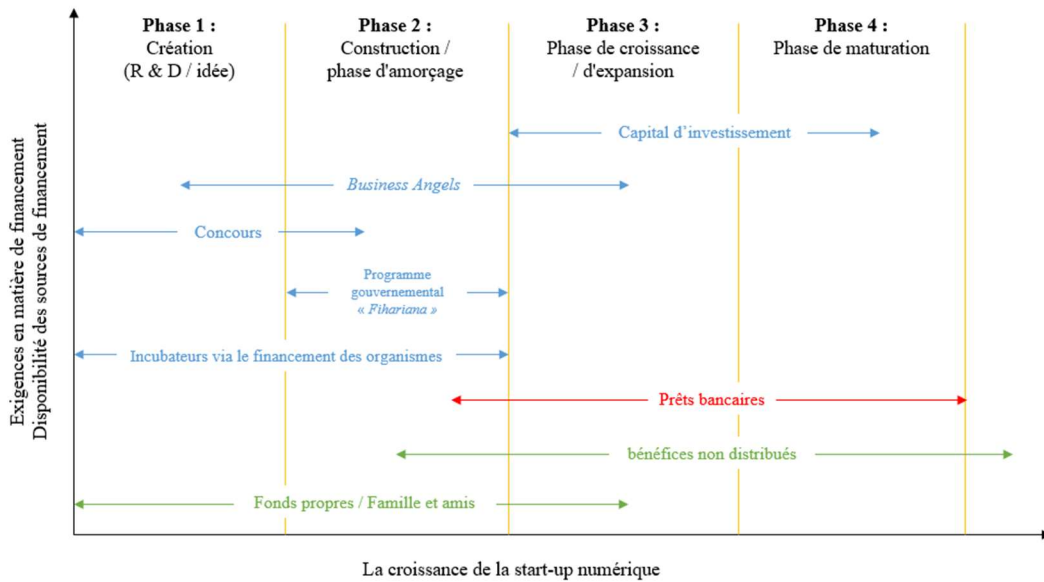 Phase 1 :
Création
(R & D / idée)
Phase 2 :
Construction /
phase d'amorçage
Phase 3 :
Phase de croissance
/ d'expansion
Phase 4 :
Phase de maturation
Exigences en matière de financement
Disponibilité des sources de financement
Capital d’investissement
Business Angels
Concours
Programme
gouvernemental
« Fihariana »
Incubateurs via le financement des organismes
Prêts bancaires
bénéfices non distribués
Fonds propres / Famille et amis
La croissance de la start-up numérique